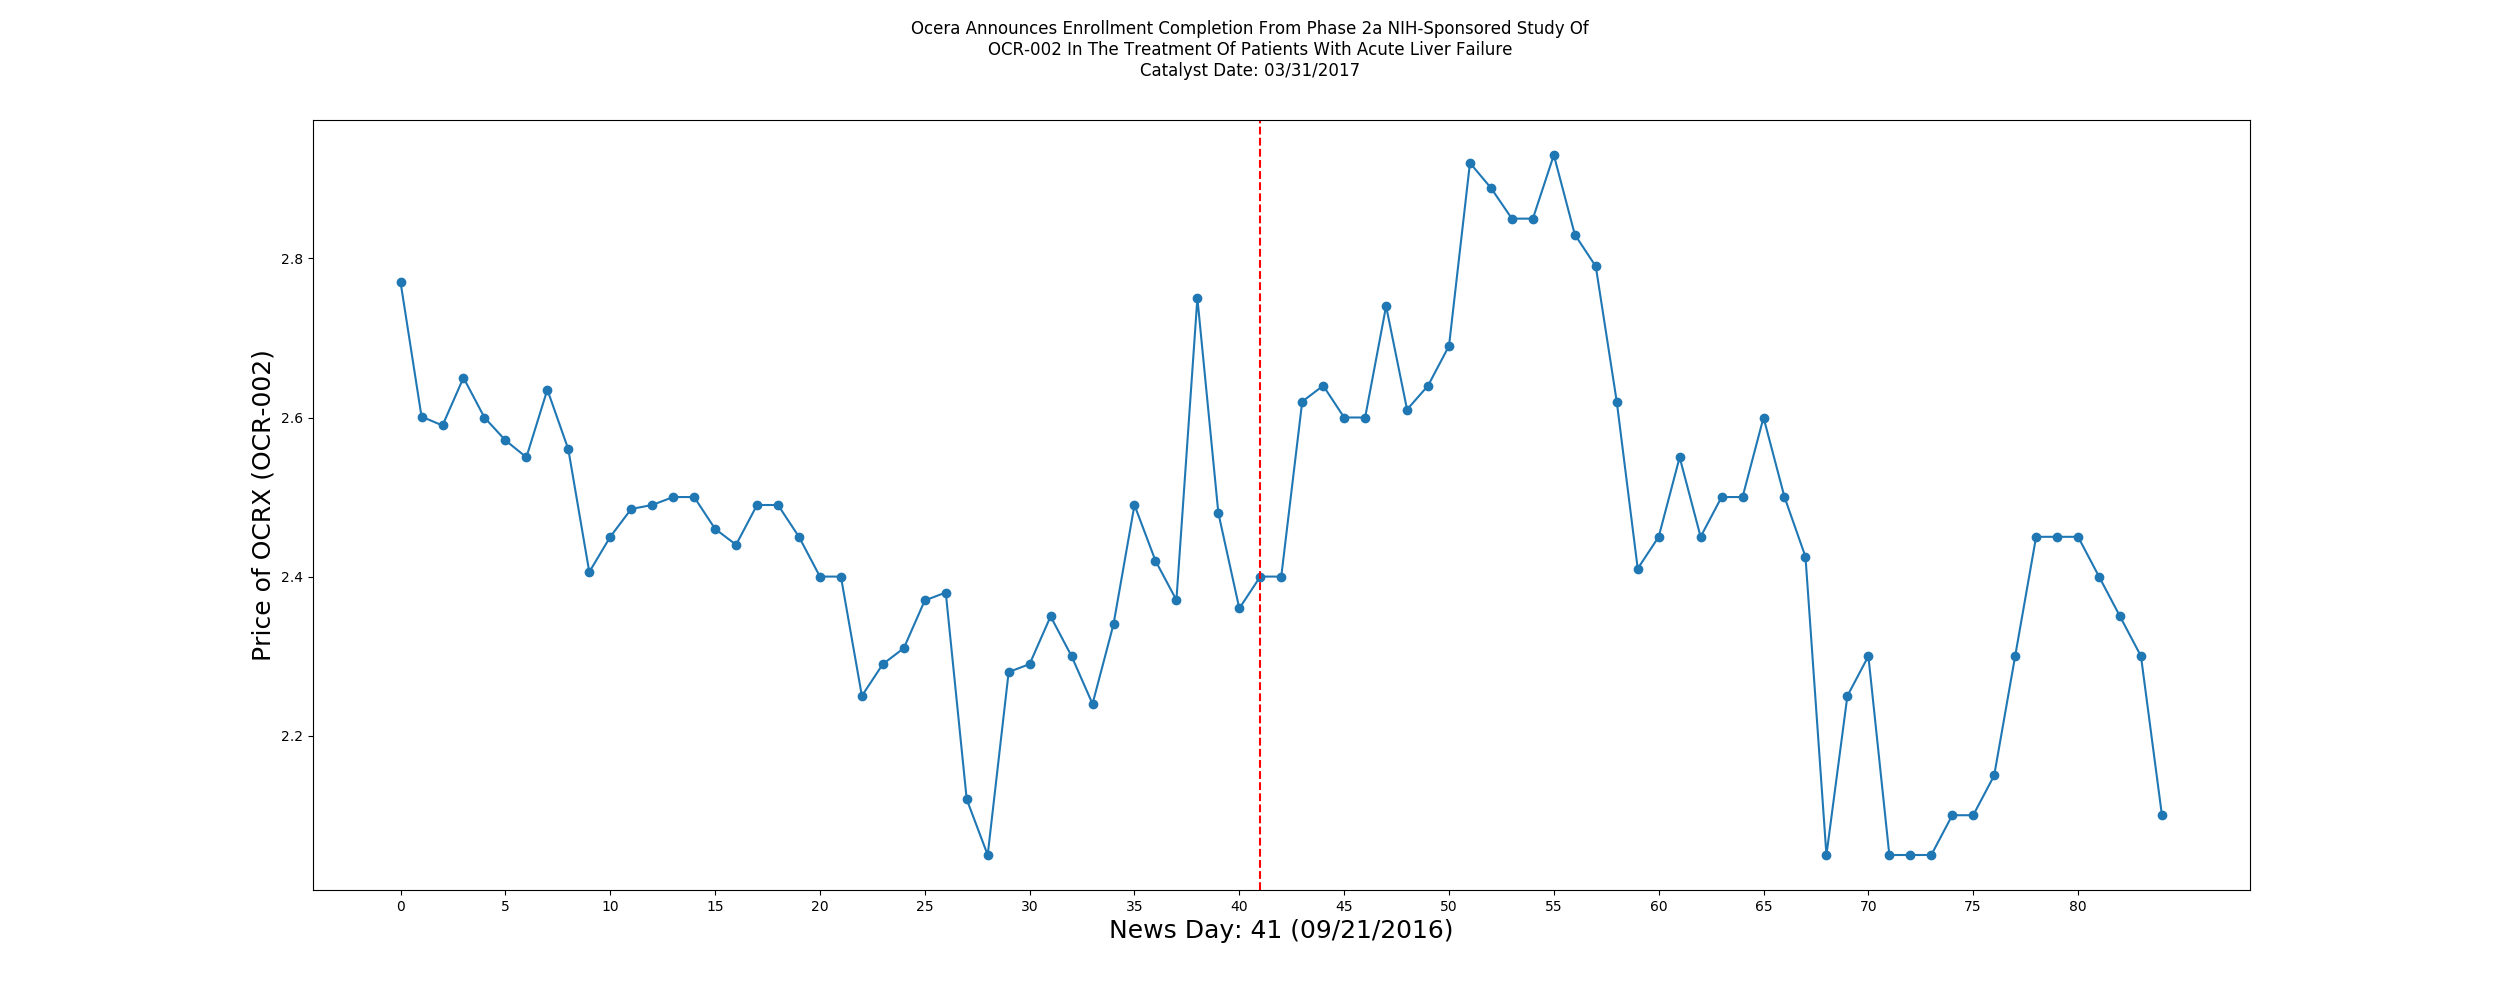 Ocera Announces Enrollment Completion From Phase 2a NIH-Sponsored Study Of
OCR-002 In The Treatment Of Patients With Acute Liver Failure
Catalyst Date: 03/31/2017
Price of OCRX (OCR-002)
2.8
2.6
2.4
2.2
0 5 10 15 20 25 30 35 40 45 50 55 60 65 70 75 80
News Day: 41 (09/21/2016)